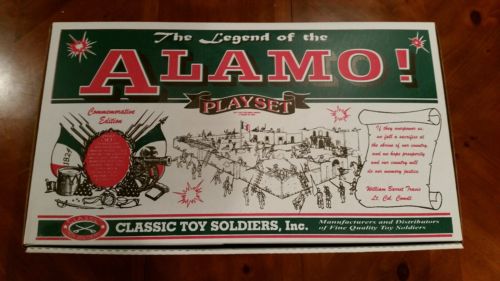 The Legend of the
ALAMO!
PLAYSET
Commemorative
Edition
1824
If they overpower us
we fall a sacrifice at
the shrine of our country
and we hope prosperity
and our country will
do our memory justice
William Barret Travis
Lt. Col. Comdt
CLASSIC
CLASSIC TOY SOLDIERS, Inc.
Manufacturers and Distributors
of Fine Quality Toy Soldiers